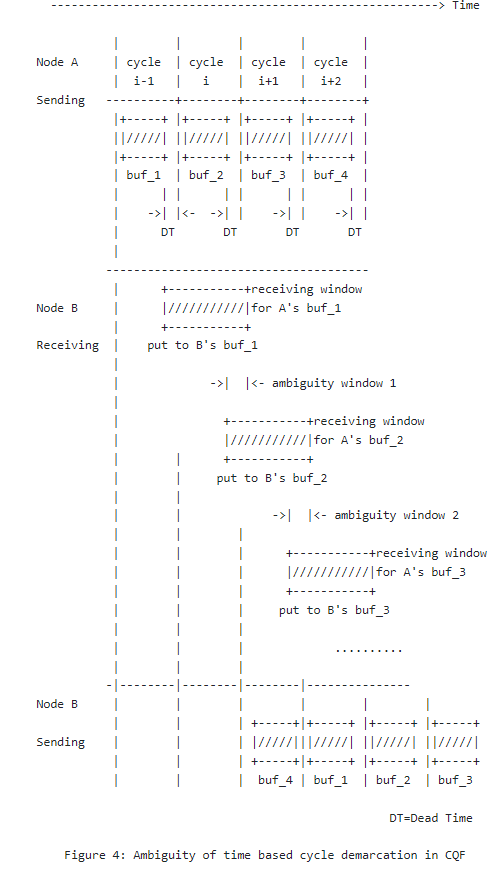 Time
Node A cycle cycle cycle cycle
i-1 i i+1 i+2
Sending
buf_1 buf_2 buf_3 buf_4
DT DT DT DT
receiving window
Node B for A's buf_1
Receiving put to B's buf_1
ambiguity window 1
receiving window
for A's buf_2
put to B's buf_2
ambiguity window 2
receiving window
for A's buf_3
put to B's buf_3
..........
Node B
Sending
buf_4 buf_1 buf_2 buf_3
DT=Dead Time
Figure 4: Ambiguity of time based cycle demarcation in CQF